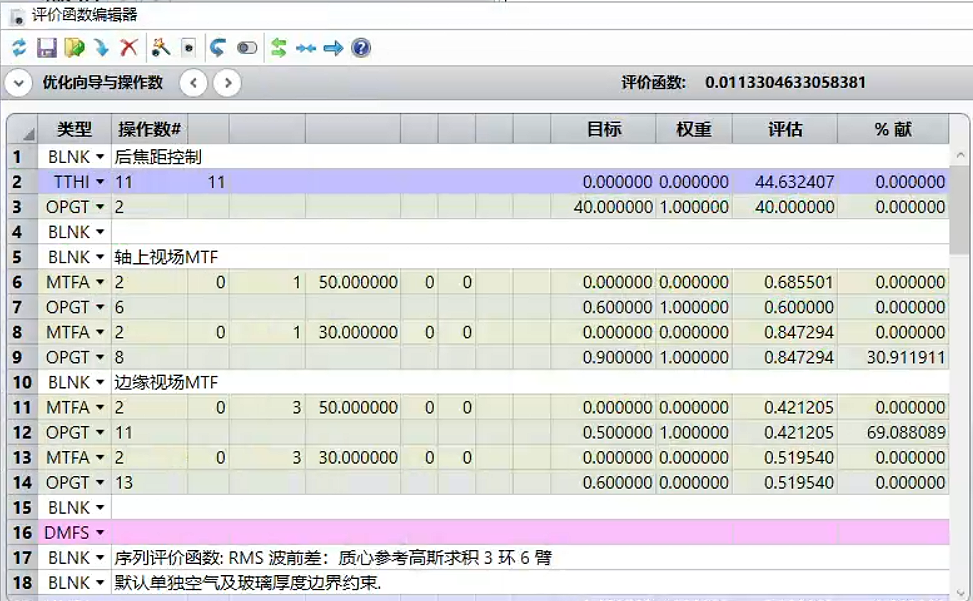 评价函数编辑器
优化向导与操作数 评价函数: 0.0113304633058381
类型 操作数# 目标 权重 评估 % 献
1 BLNK 后焦距控制
2 TTHI 11 11 0.000000 0.000000 44.632407 0.000000
3 OPGT 2 40.000000 1.000000 40.000000 0.000000
4 BLNK
5 BLNK 轴上视场MTF
6 MTFA 2 0 1 50.000000 0 0 0.000000 0.000000 0.685501 0.000000
7 OPGT 6 0.600000 1.000000 0.600000 0.000000
8 MTFA 2 0 1 30.000000 0 0 0.000000 0.000000 0.847294 0.000000
9 OPGT 8 0.900000 1.000000 0.847294 30.911911
10 BLNK 边缘视场MTF
11 MTFA 2 0 3 50.000000 0 0 0.000000 0.000000 0.421205 0.000000
12 OPGT 11 0.500000 1.000000 0.421205 69.088089
13 MTFA 2 0 3 30.000000 0 0 0.000000 0.000000 0.519540 0.000000
14 OPGT 13 0.600000 0.000000 0.519540 0.000000
15 BLNK
16 DMFS
17 BLNK 序列评价函数: RMS 波前差：质心参考高斯求积 3 环 6 臂
18 BLNK 默认单独空气及玻璃厚度边界约束.